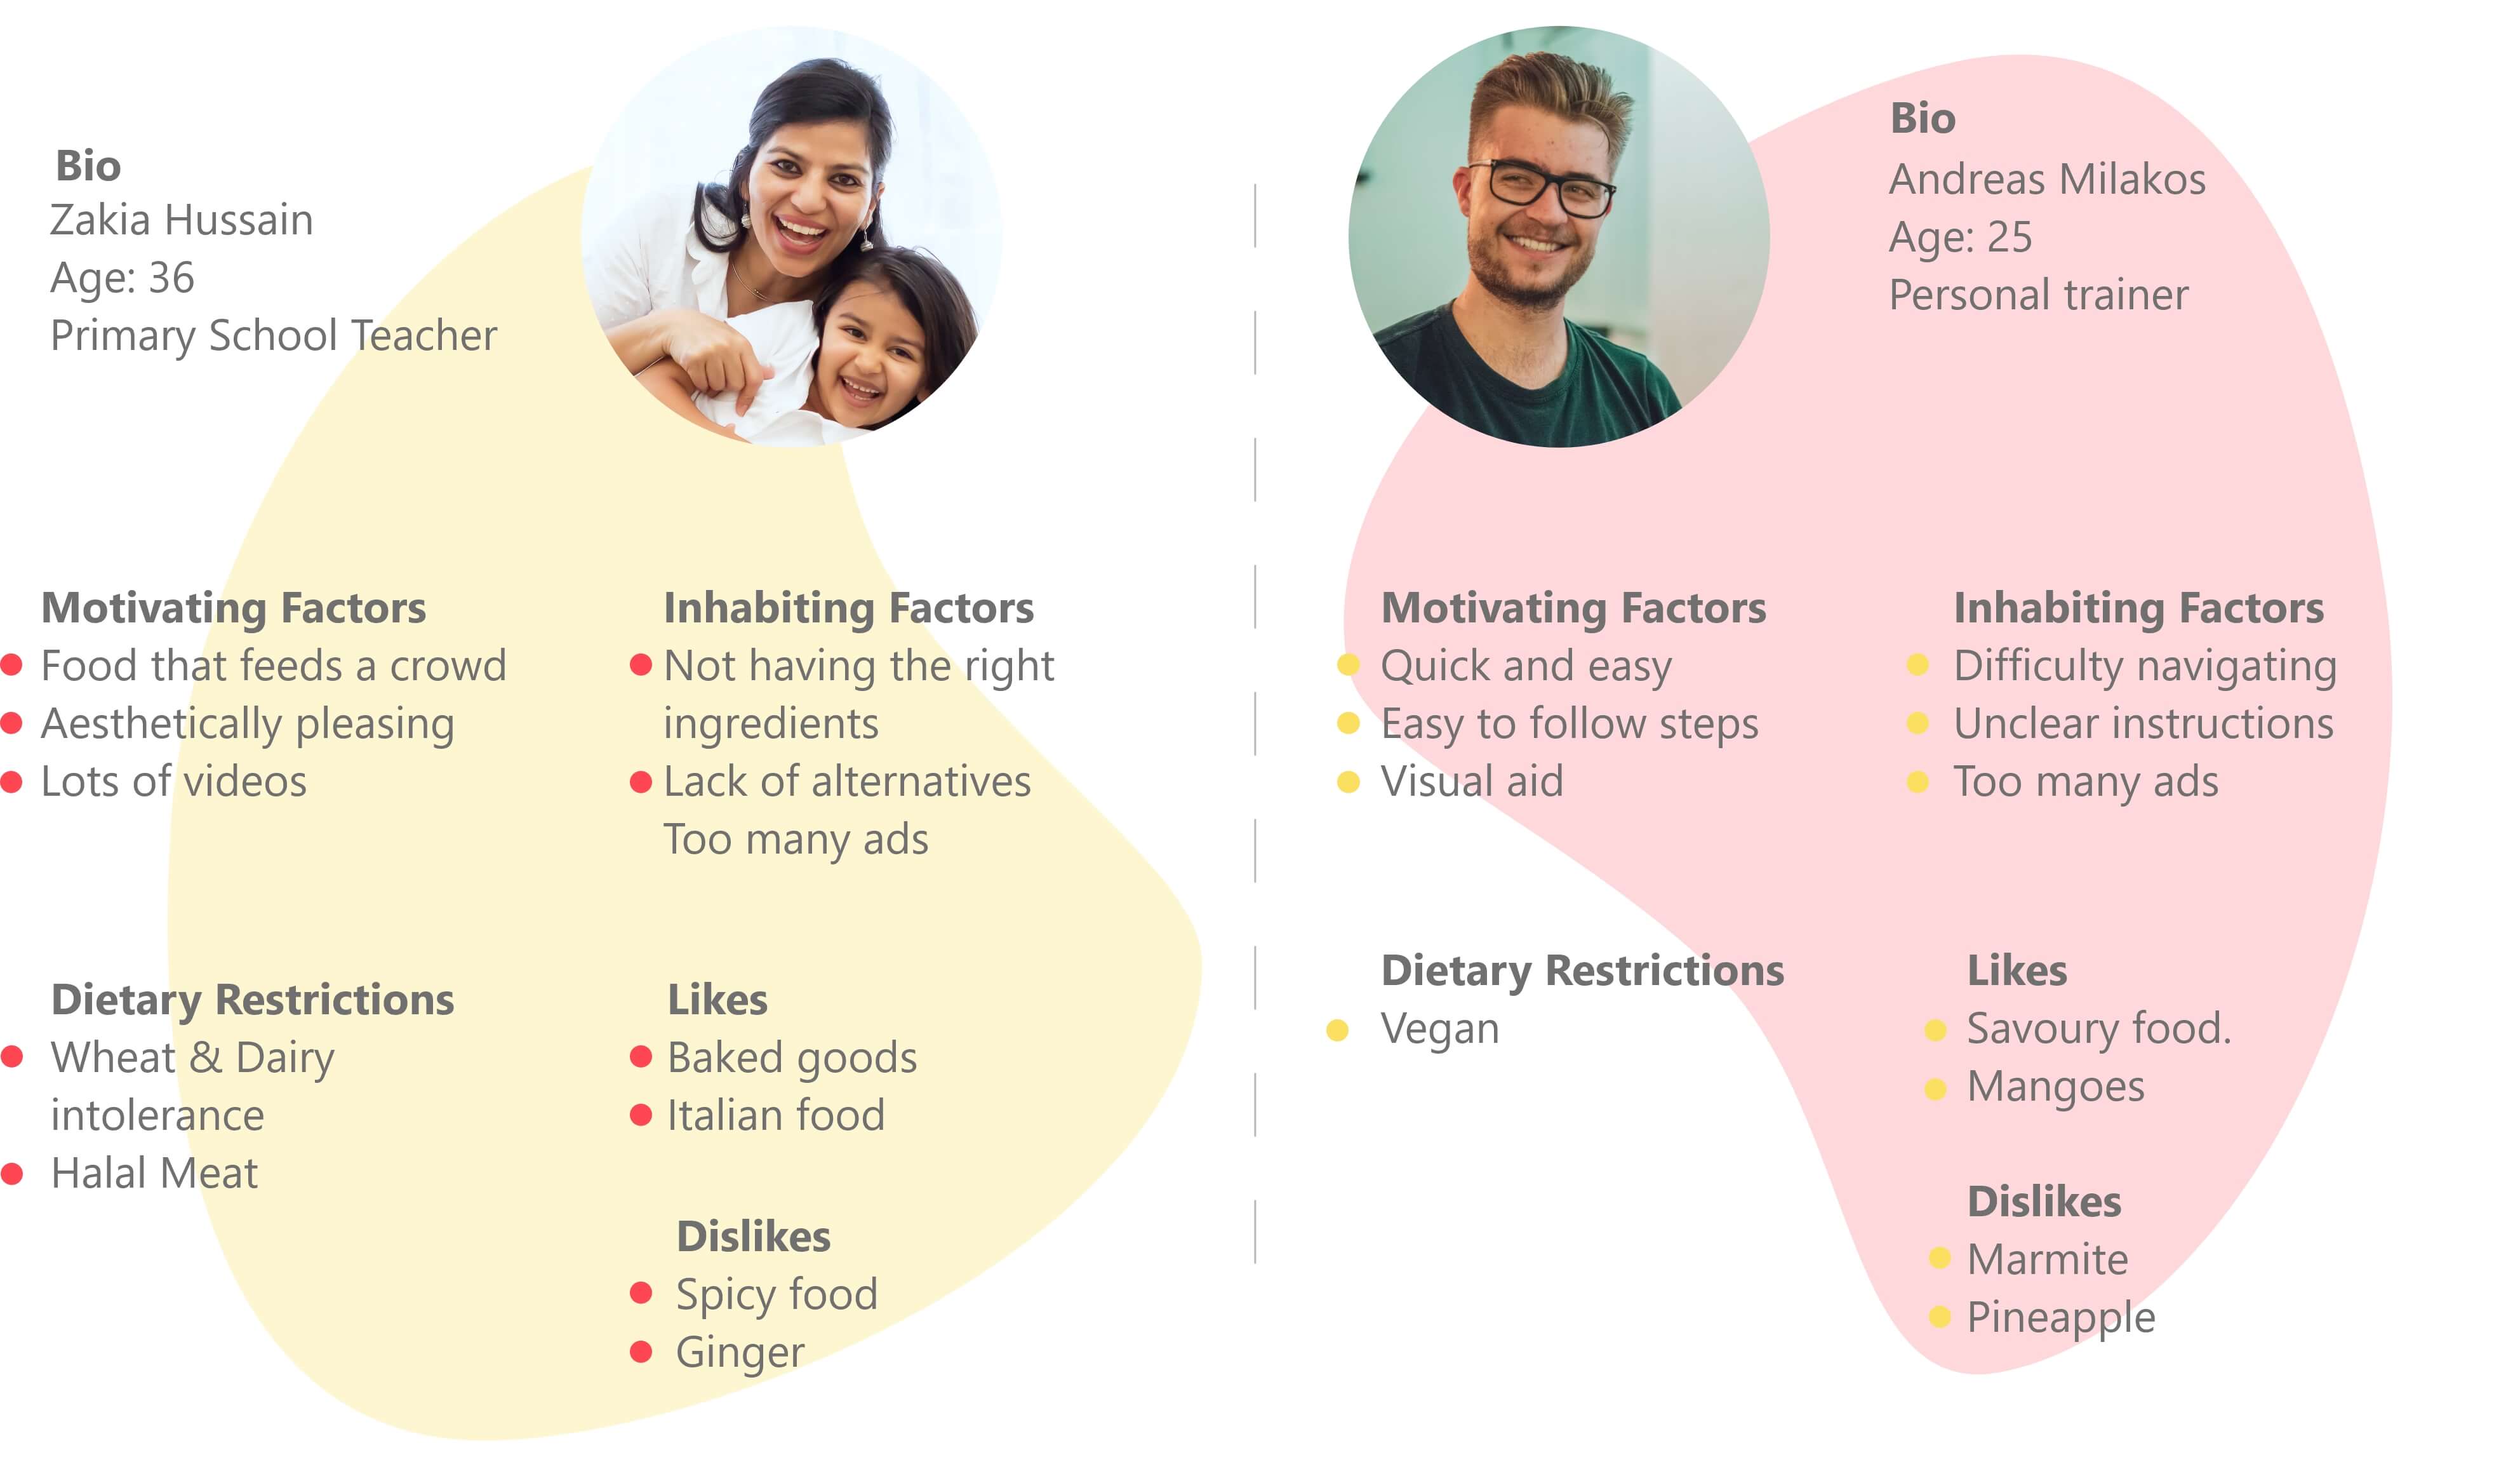 Bio
Zakia Hussain
Age: 36
Primary School Teacher
Motivating Factors
Food that feeds a crowd
Aesthetically pleasing
Lots of videos
Inhabiting Factors
Not having the right
ingredients
Lack of alternatives
Too many ads
Dietary Restrictions
Wheat & Dairy
intolerance
Halal Meat
Likes
Baked goods
Italian food
Dislikes
Spicy food
Ginger
Bio
Andreas Milakos
Age: 25
Personal trainer
Motivating Factors
Quick and easy
Easy to follow steps
Visual aid
Inhabiting Factors
Difficulty navigating
Unclear instructions
Too many ads
Dietary Restrictions
Vegan
Likes
Savoury food.
Mangoes
Dislikes
Marmite
Pineapple